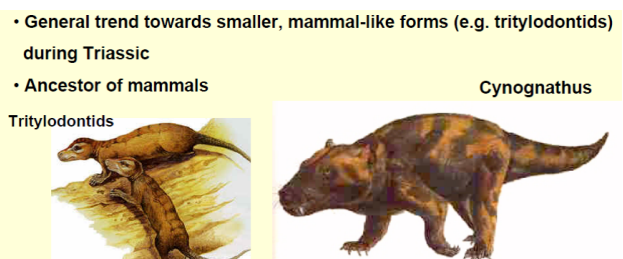 • General trend towards smaller, mammal-like forms (e.g. tritylodontids)
during Triassic
• Ancestor of mammals
Cynognathus
Tritylodontids